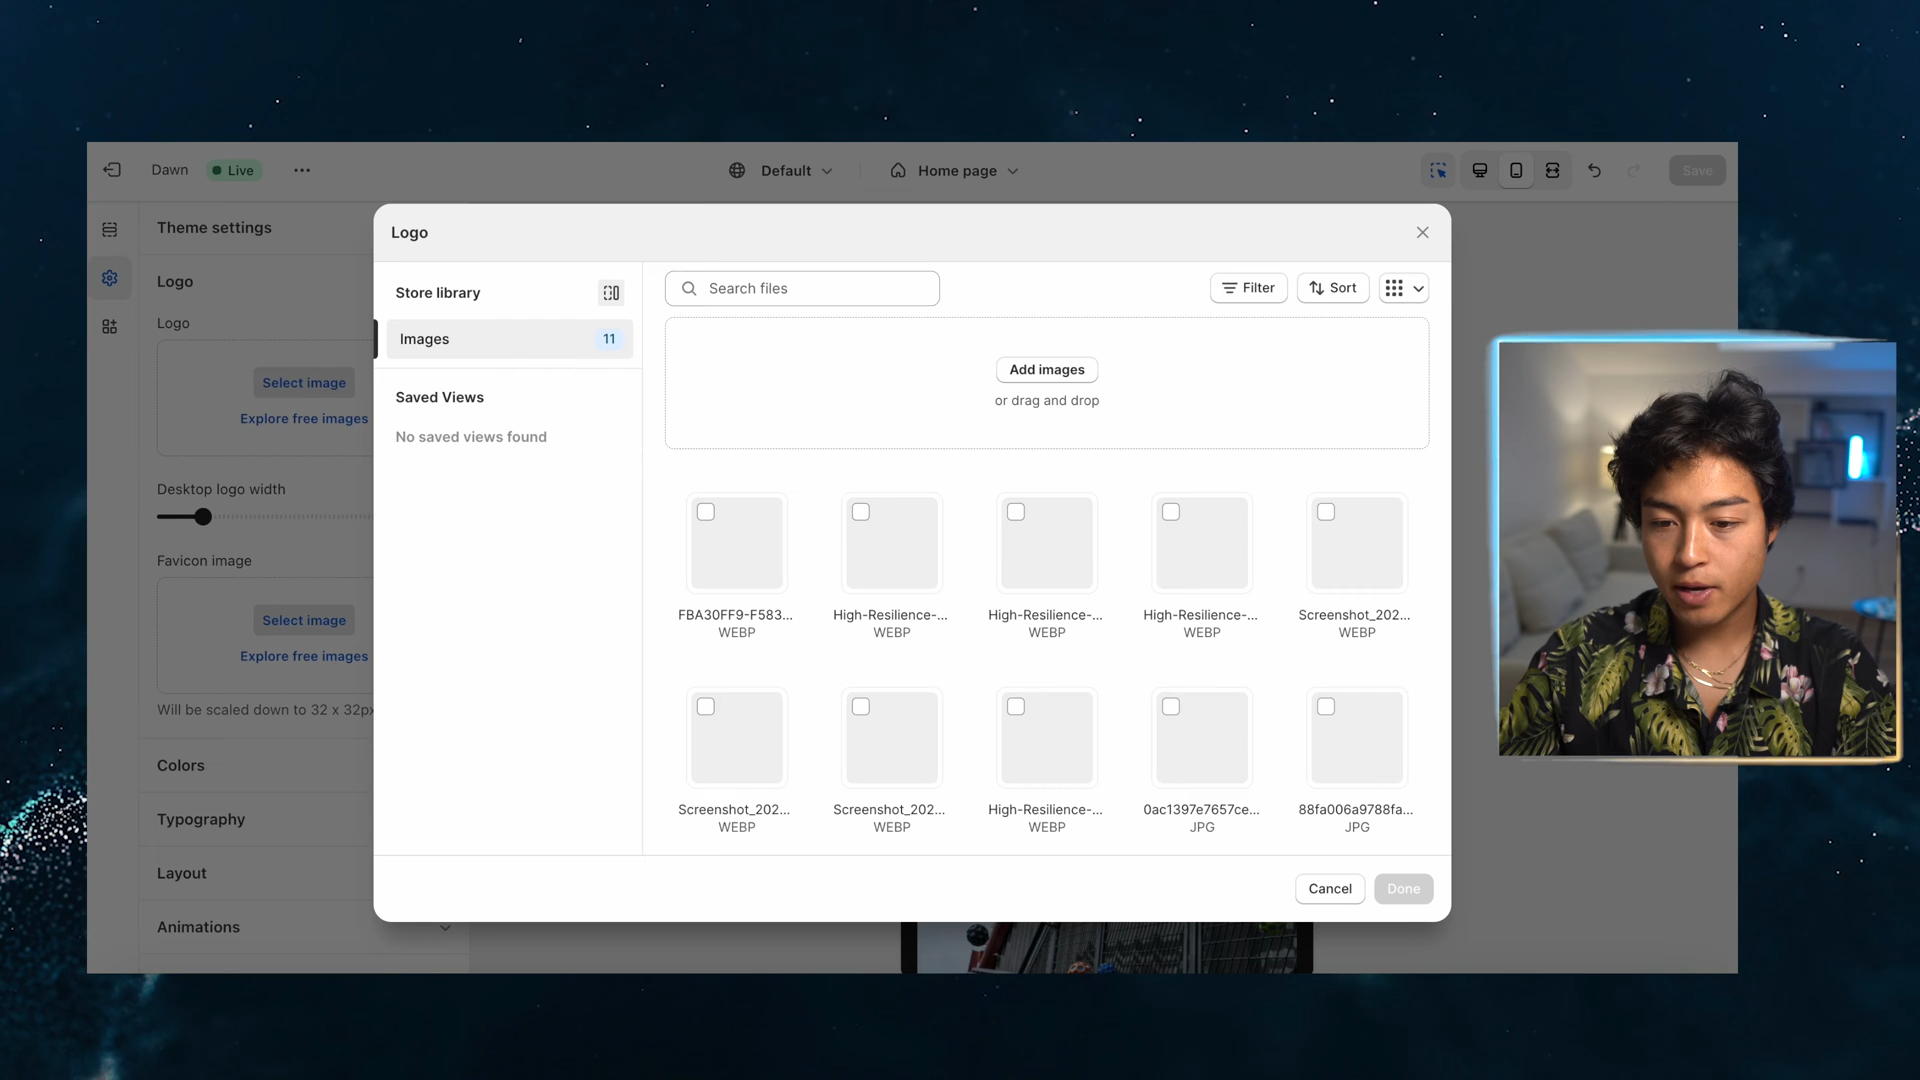 Dawn
Live
Default
Home page
Save
Theme settings
Logo
Logo
Select image
Explore free images
Desktop logo width
Favicon image
Select image
Explore free images
Will be scaled down to 32 x 32px
Colors
Typography
Layout
Animations
Logo
Store library
Images
11
Saved Views
No saved views found
Search files
Filter
Sort
Add images
or drag and drop
FBA30FF9-F583...
WEBP
High-Resilience-...
WEBP
High-Resilience-...
WEBP
High-Resilience-...
WEBP
Screenshot_202...
WEBP
Screenshot_202...
WEBP
Screenshot_202...
WEBP
High-Resilience-...
WEBP
0ac1397e7657ce...
JPG
88fa006a9788fa...
JPG
Cancel
Done